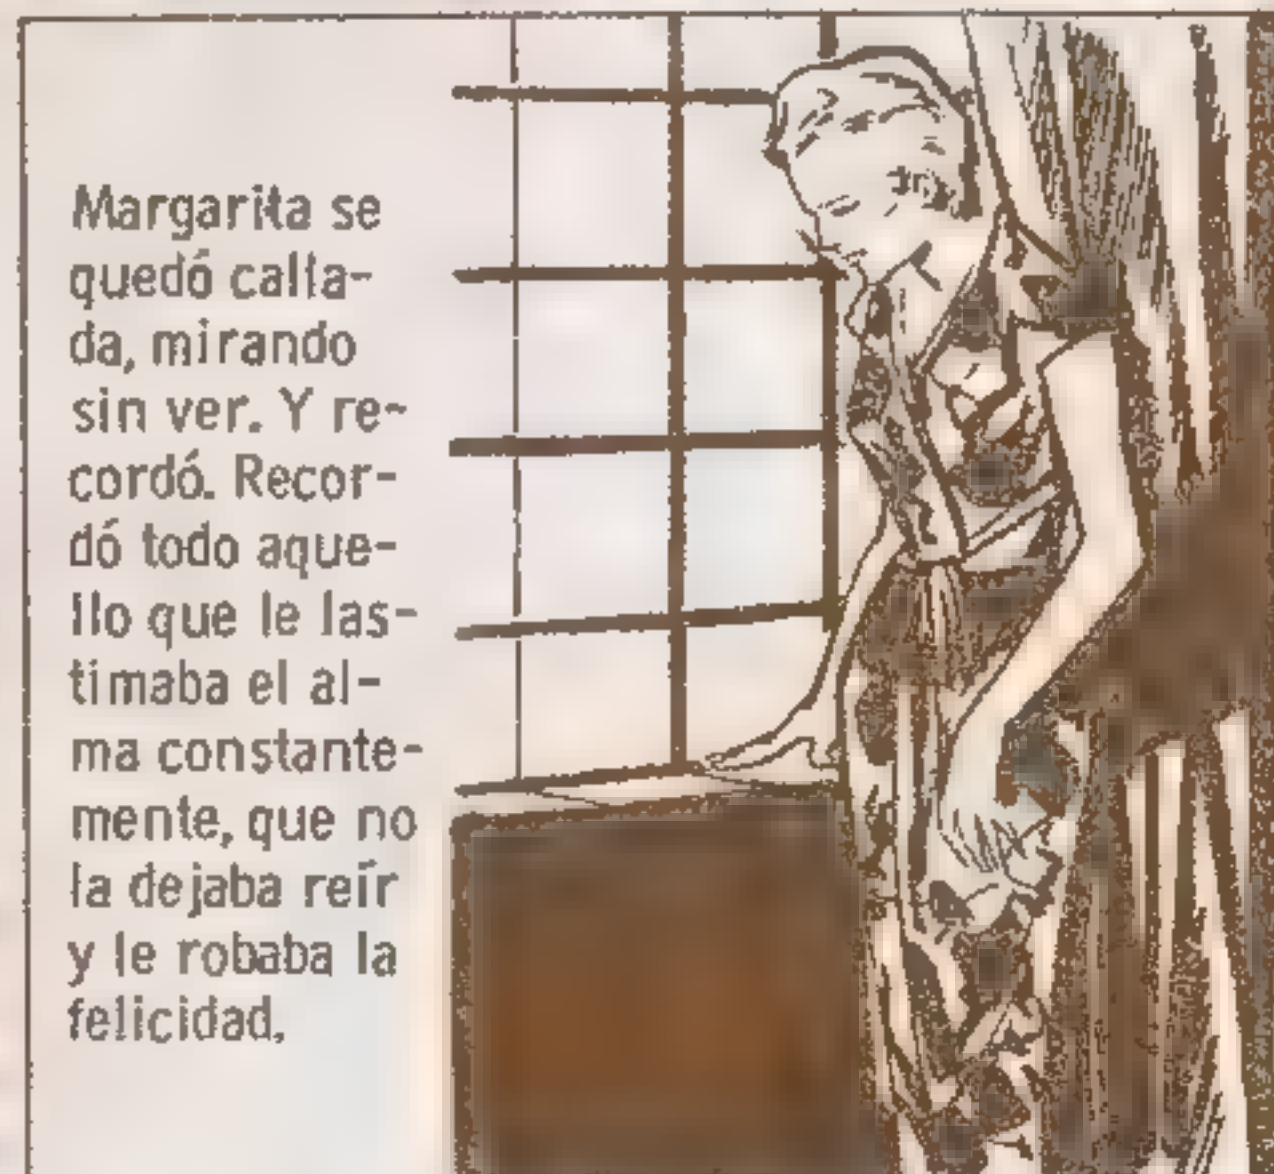 Margarita se
quedó calla-
da, mirando
sin ver. Y re-
cordó. Recor-
dó todo aque-
llo que le las-
timaba el al-
ma constante-
mente, que no
la dejaba reír
y le robaba la
felicidad.